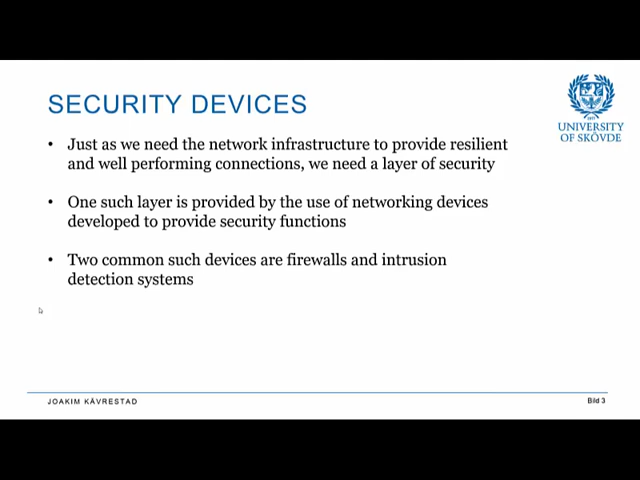 SECURITY DEVICES
UNIVERSITY
OF SKÖVDE
• Just as we need the network infrastructure to provide resilient
and well performing connections, we need a layer of security
• One such layer is provided by the use of networking devices
developed to provide security functions
• Two common such devices are firewalls and intrusion
detection systems
JOAKIM KÄVRESTAD
Bild 3